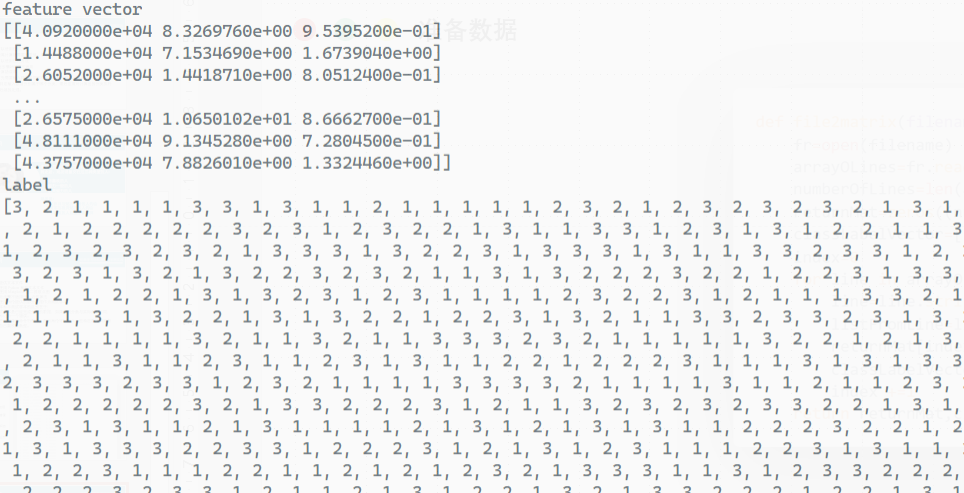 feature vector
[[4.0920000e+04 8.3269760e+00 9.5395200e-01]
[1.4488000e+04 7.1534690e+00 1.6739040e+00]
[2.6052000e+04 1.4418710e+00 8.0512400e-01]
...
[2.6575000e+04 1.0650102e+01 8.6662700e-01]
[4.8111000e+04 9.1345280e+00 7.2804500e-01]
[4.3757000e+04 7.8826010e+00 1.3324460e+00]]
label
[3, 2, 1, 1, 1, 1, 3, 3, 1, 3, 1, 1, 2, 1, 1, 1, 1, 1, 2, 3, 2, 1, 2, 3, 2, 3, 2, 3, 2, 1, 3, 1,
, 2, 1, 2, 2, 2, 2, 2, 3, 2, 3, 1, 2, 3, 2, 2, 1, 3, 1, 1, 3, 3, 1, 2, 3, 1, 3, 1, 2, 2, 1, 1, 3
1, 2, 3, 2, 3, 2, 3, 2, 1, 3, 3, 3, 1, 3, 2, 2, 3, 1, 3, 3, 3, 1, 3, 1, 1, 3, 3, 2, 3, 3, 1, 2,
3, 2, 3, 1, 3, 2, 1, 3, 2, 2, 3, 2, 3, 2, 1, 1, 3, 1, 3, 2, 2, 2, 3, 2, 2, 1, 2, 2, 3, 1, 3, 3,
, 1, 2, 1, 2, 2, 1, 3, 1, 3, 2, 3, 1, 2, 3, 1, 1, 1, 1, 2, 3, 2, 2, 3, 1, 2, 1, 1, 1, 3, 3, 2, 1
1, 1, 1, 3, 1, 3, 2, 2, 1, 3, 1, 3, 2, 2, 1, 2, 2, 3, 1, 3, 2, 1, 1, 3, 3, 2, 3, 3, 2, 3, 1, 3,
2, 2, 1, 1, 1, 1, 3, 2, 1, 1, 3, 2, 1, 1, 3, 3, 3, 2, 3, 2, 1, 1, 1, 1, 1, 3, 2, 2, 1, 2, 1, 3,
, 2, 1, 1, 3, 1, 1, 2, 3, 1, 1, 2, 3, 1, 3, 1, 1, 2, 2, 1, 2, 2, 2, 3, 1, 1, 1, 3, 1, 3, 1, 3, 3
2, 3, 3, 3, 2, 3, 3, 1, 2, 3, 2, 1, 1, 1, 1, 3, 3, 3, 3, 2, 1, 1, 1, 1, 3, 1, 1, 2, 1, 1, 2, 3,
1, 2, 2, 2, 2, 3, 2, 1, 3, 3, 2, 2, 2, 3, 1, 2, 1, 1, 3, 2, 3, 2, 3, 2, 3, 3, 2, 2, 1, 3, 1,
, 2, 3, 1, 3, 1, 1, 2, 1, 3, 1, 1, 1, 1, 2, 1, 3, 1, 2, 1, 3, 1, 3, 1, 1, 2, 2, 2, 3, 2, 2, 1, 2
1, 3, 1, 3, 3, 2, 3, 3, 3, 1, 2, 2, 2, 3, 1, 2, 1, 3, 1, 3, 2, 3, 1, 3, 1, 1, 1, 2, 2, 3, 1, 3,
1, 2, 2, 3, 1, 1, 1, 2, 2, 1, 1, 2, 1, 2, 1, 2, 3, 2, 1, 3, 3, 3, 1, 1, 3, 1, 2, 3, 3, 2, 2, 2,
准备数据